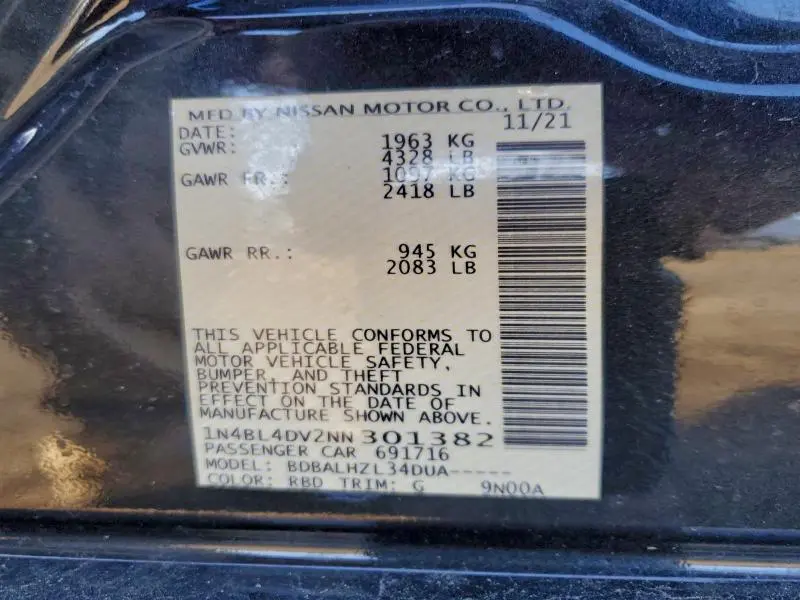 MFD BY NISSAN MOTOR CO., LTD.
DATE: 11/21
GVWR: 1963 KG
4328 LB
GAWR FR.: 1097 KG
2418 LB
GAWR RR.: 945 KG
2083 LB
THIS VEHICLE CONFORMS TO
ALL APPLICABLE FEDERAL
MOTOR VEHICLE SAFETY,
BUMPER, AND THEFT
PREVENTION STANDARDS IN
EFFECT ON THE DATE OF
MANUFACTURE SHOWN ABOVE.
1N4BL4DV2NN301382
PASSENGER CAR 691716
MODEL: BDBALHZL34DUA-----
COLOR: RBD TRIM: G 9N00A